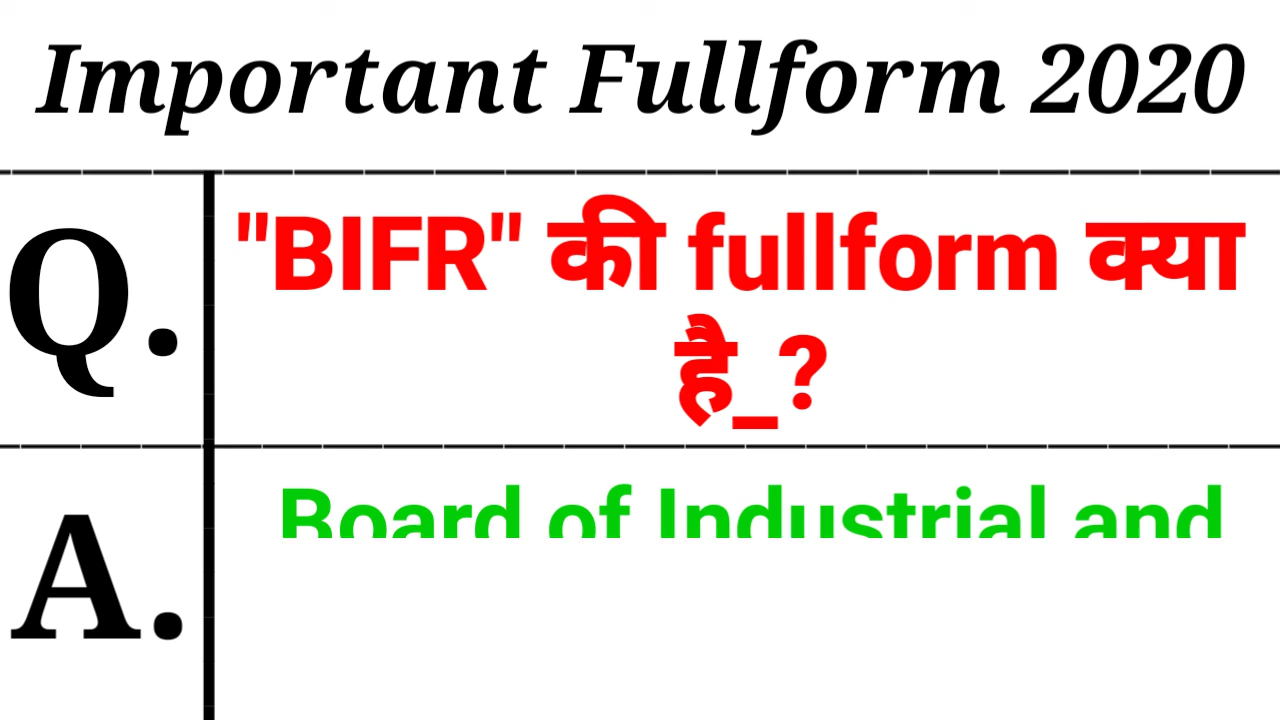 Important Fullform 2020
Q.
"BIFR" की fullform क्या
है_?
A.
Board of Industrial and